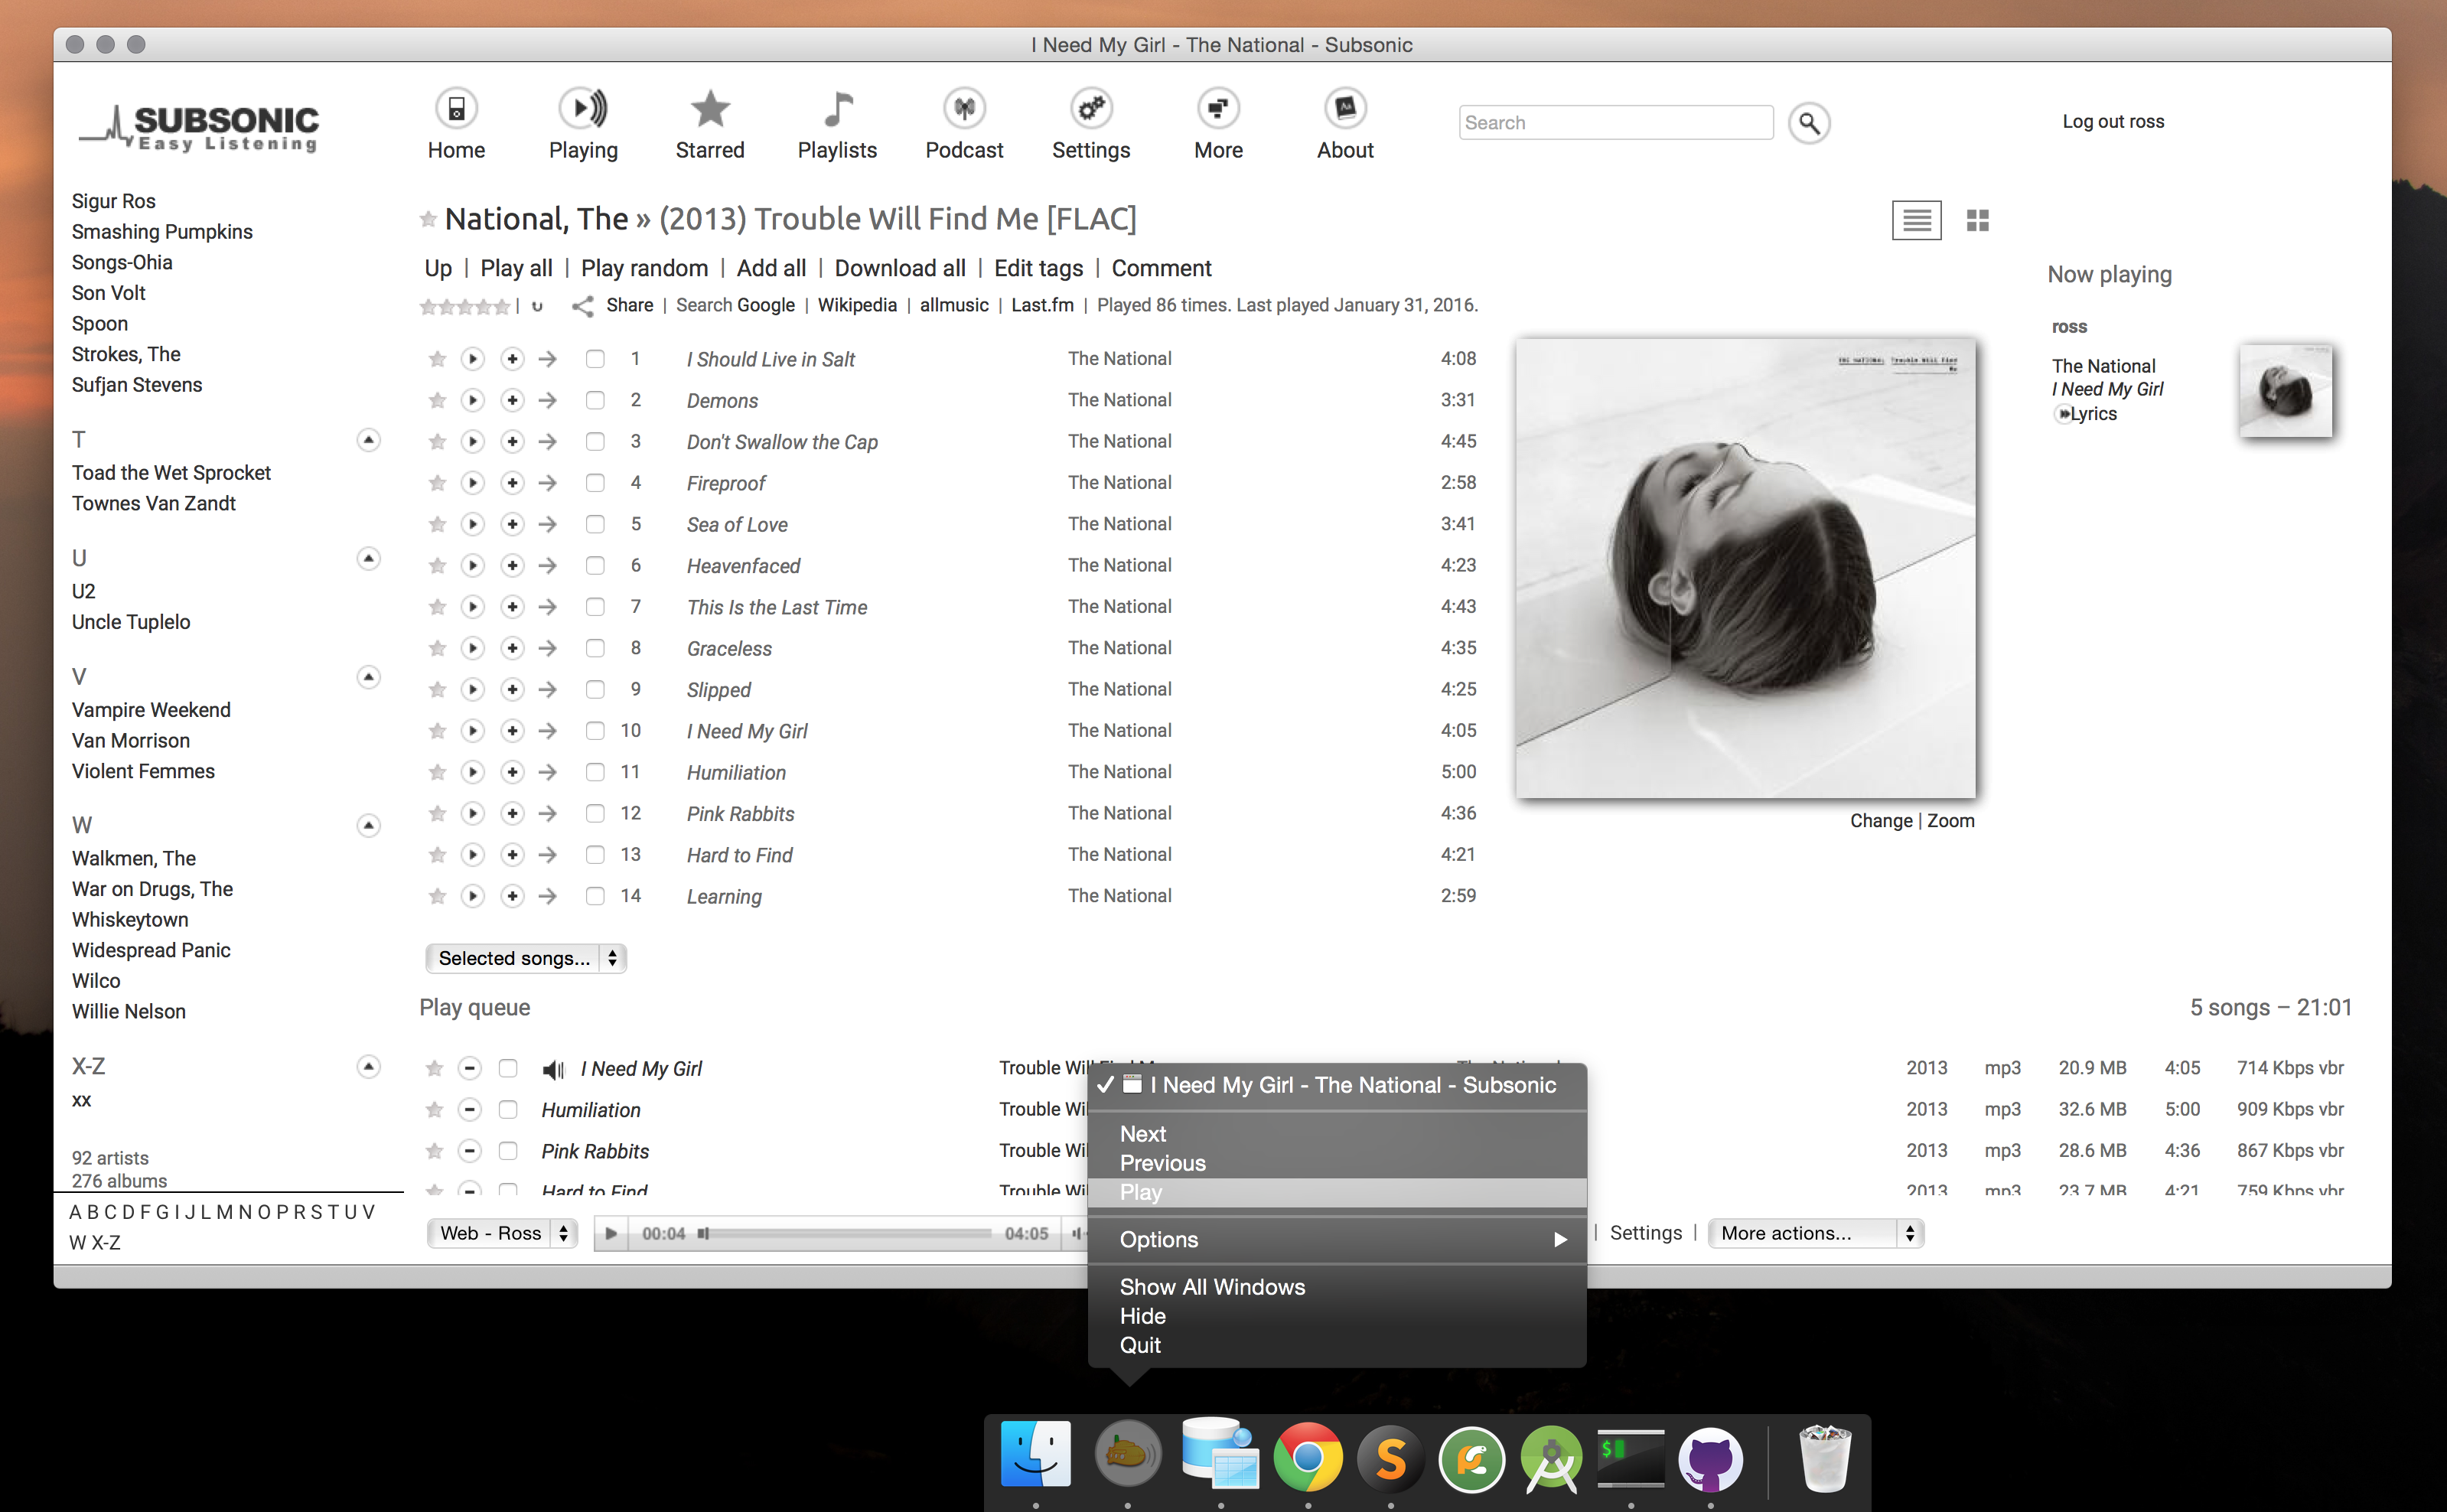 I Need My Girl - The National - Subsonic
SUBSONIC
Easy Listening
Home
Playing
Starred
Playlists
Podcast
Settings
More
About
Search
Log out ross
Sigur Ros
Smashing Pumpkins
Songs-Ohia
Son Volt
Spoon
Strokes, The
Sufjan Stevens
T
Toad the Wet Sprocket
Townes Van Zandt
U
U2
Uncle Tuplelo
V
Vampire Weekend
Van Morrison
Violent Femmes
W
Walkmen, The
War on Drugs, The
Whiskeytown
Widespread Panic
Wilco
Willie Nelson
X-Z
xx
92 artists
276 albums
A B C D F G I J L M N O P R S T U V
W X-Z
National, The » (2013) Trouble Will Find Me [FLAC]
Up | Play all | Play random | Add all | Download all | Edit tags | Comment
| Share | Search Google | Wikipedia | allmusic | Last.fm | Played 86 times. Last played January 31, 2016.
1 I Should Live in Salt The National 4:08
2 Demons The National 3:31
3 Don't Swallow the Cap The National 4:45
4 Fireproof The National 2:58
5 Sea of Love The National 3:41
6 Heavenfaced The National 4:23
7 This Is the Last Time The National 4:43
8 Graceless The National 4:35
9 Slipped The National 4:25
10 I Need My Girl The National 4:05
11 Humiliation The National 5:00
12 Pink Rabbits The National 4:36
13 Hard to Find The National 4:21
14 Learning The National 2:59
THE NATIONAL Trouble Will Find
Me
Change | Zoom
Now playing
ross
The National
I Need My Girl
Lyrics
Selected songs...
Play queue
5 songs – 21:01
I Need My Girl Trouble Will Find M The National 2013 mp3 20.9 MB 4:05 714 Kbps vbr
Humiliation Trouble Wil 2013 mp3 32.6 MB 5:00 909 Kbps vbr
Pink Rabbits Trouble Wil 2013 mp3 28.6 MB 4:36 867 Kbps vbr
Hard to Find Trouble Wil 2013 mp3 23.7 MB 4:21 759 Kbps vbr
Web - Ross
00:04
04:05
| Settings |
More actions...
I Need My Girl - The National - Subsonic
Next
Previous
Play
Options
Show All Windows
Hide
Quit
Aa
S
$